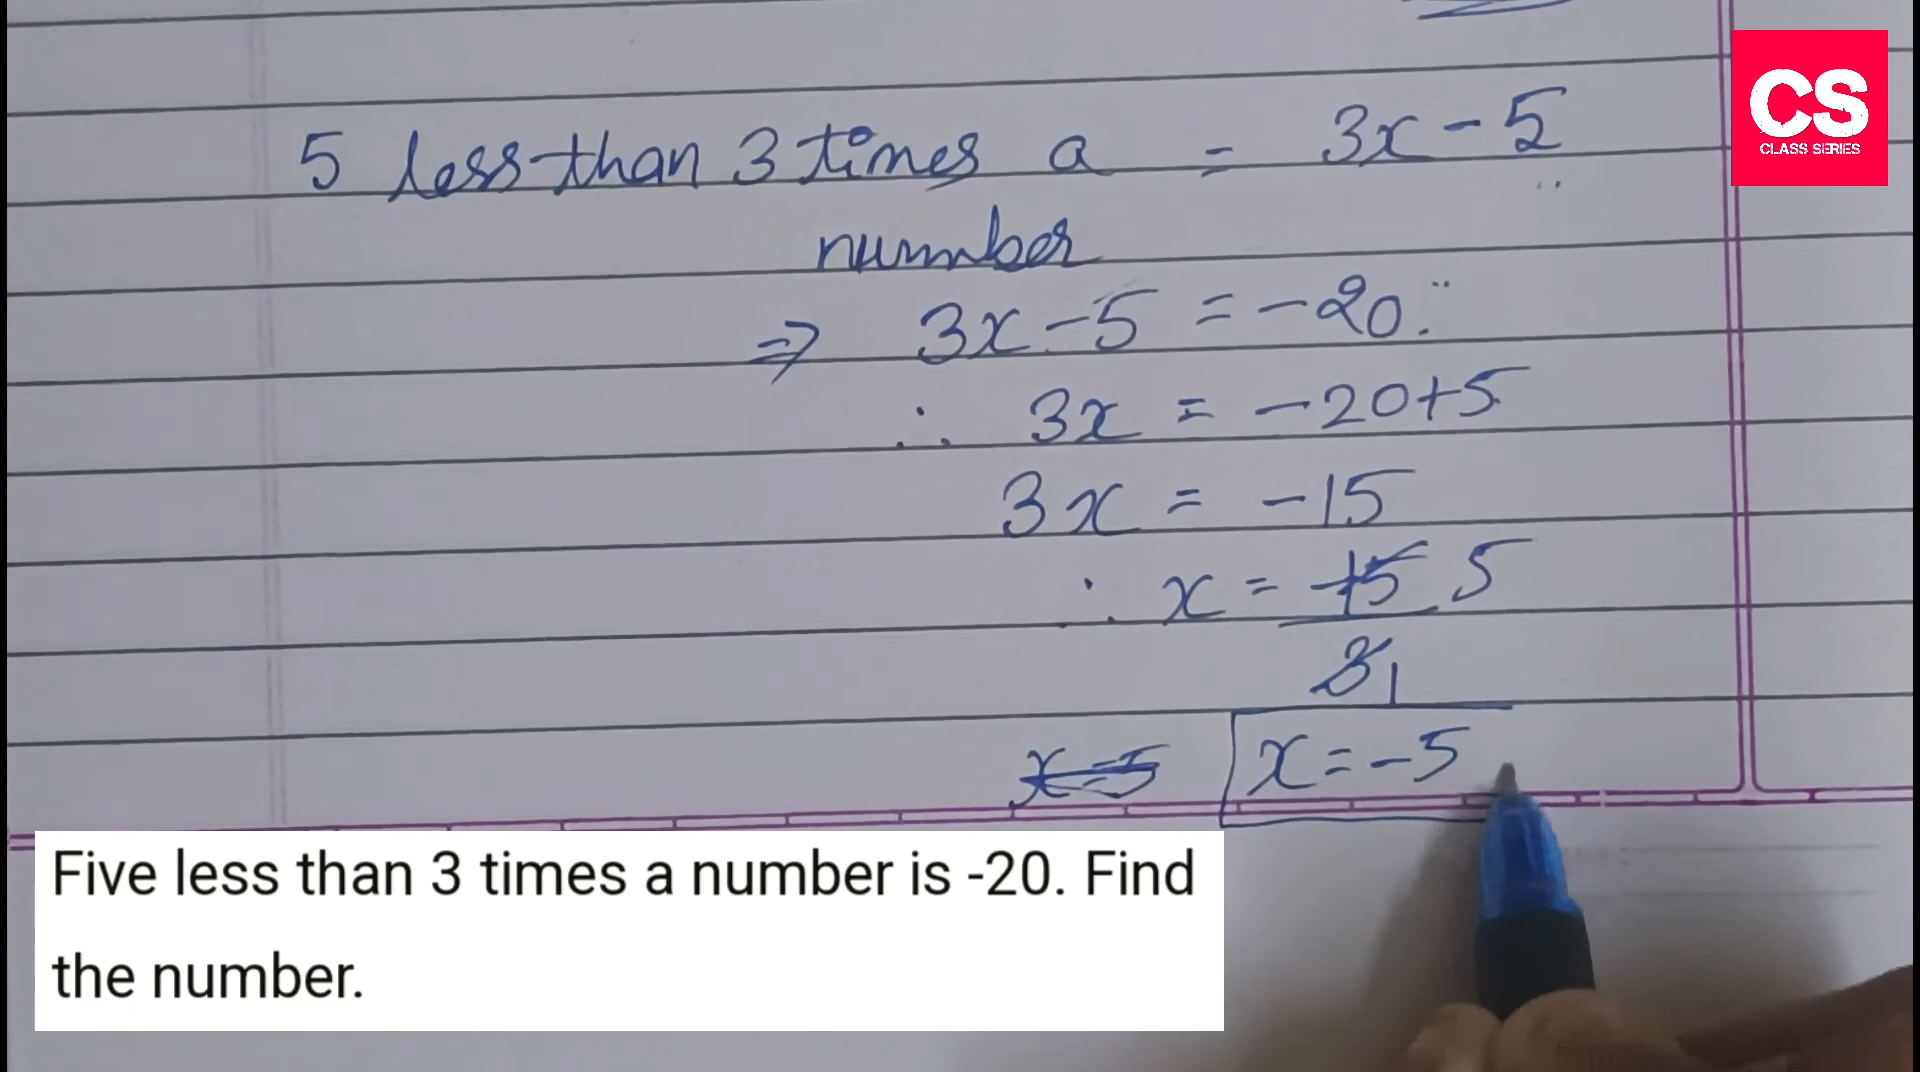 CS
CLASS SERIES
5 less than 3 times a = 3x - 5
number
⇒ 3x - 5 = -20.
∴ 3x = -20+5
3x = -15
∴ x = -15 5
3 1
x=5 x = -5
Five less than 3 times a number is -20. Find
the number.